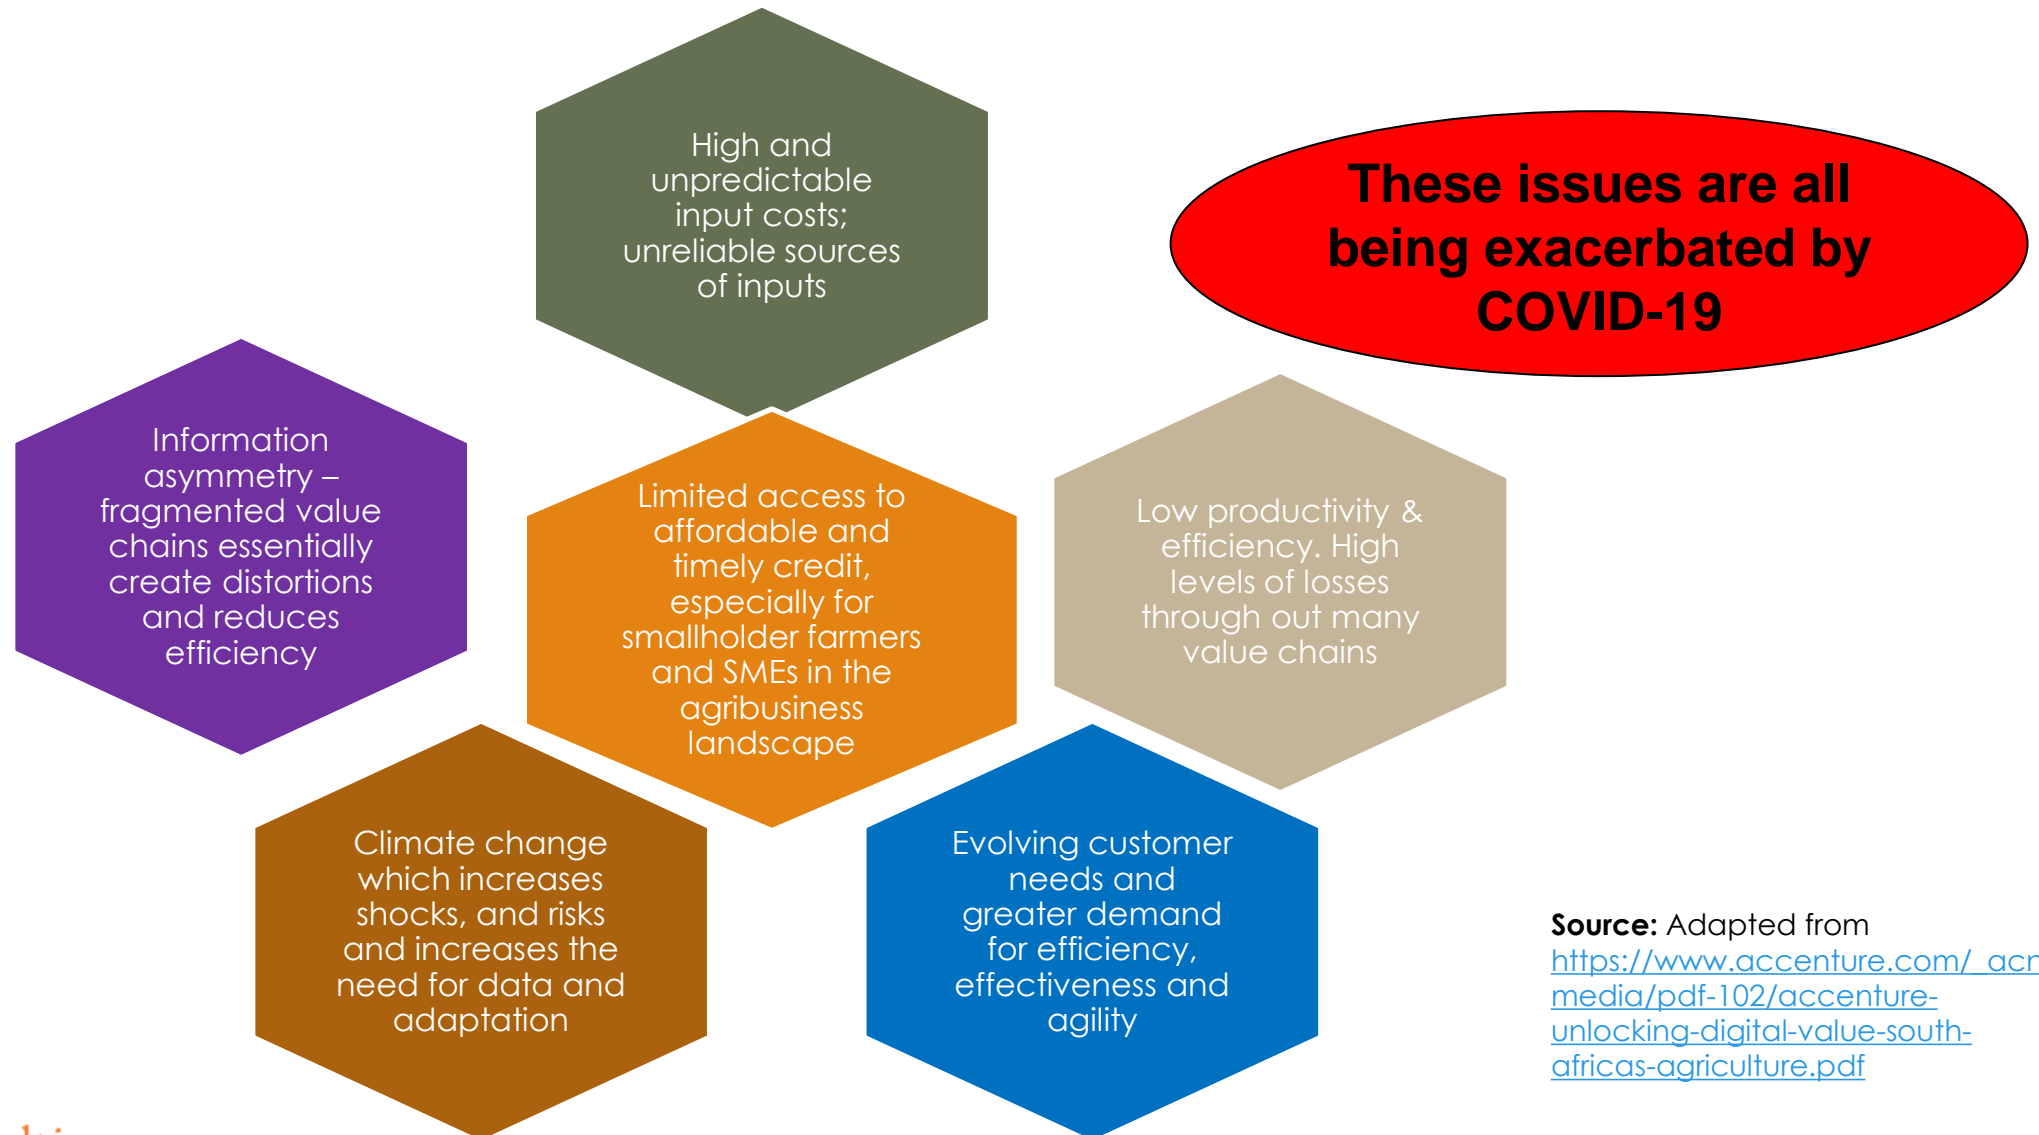 High and
unpredictable
input costs;
unreliable sources
of inputs
These issues are all
being exacerbated by
COVID-19
Information
asymmetry –
fragmented value
chains essentially
create distortions
and reduces
efficiency
Limited access to
affordable and
timely credit,
especially for
smallholder farmers
and SMEs in the
agribusiness
landscape
Low productivity &
efficiency. High
levels of losses
through out many
value chains
Climate change
which increases
shocks, and risks
and increases the
need for data and
adaptation
Evolving customer
needs and
greater demand
for efficiency,
effectiveness and
agility
Source: Adapted from
https://www.accenture.com/_acn
media/pdf-102/accenture-
unlocking-digital-value-south-
africas-agriculture.pdf